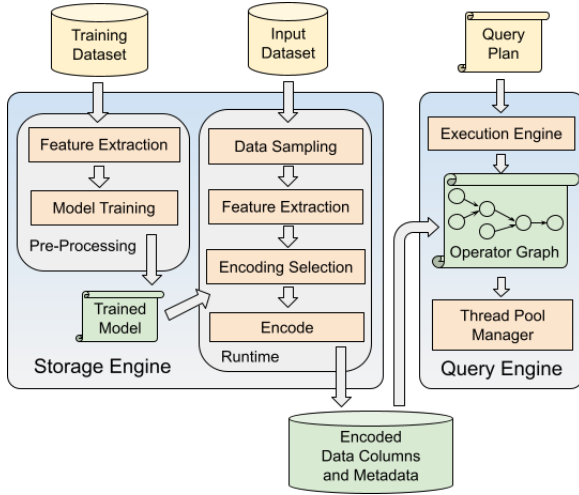 Training
Dataset
Input
Dataset
Query
Plan
Feature Extraction
Model Training
Pre-Processing
Trained
Model
Storage Engine
Data Sampling
Feature Extraction
Encoding Selection
Encode
Runtime
Execution Engine
Operator Graph
Thread Pool
Manager
Query Engine
Encoded
Data Columns
and Metadata